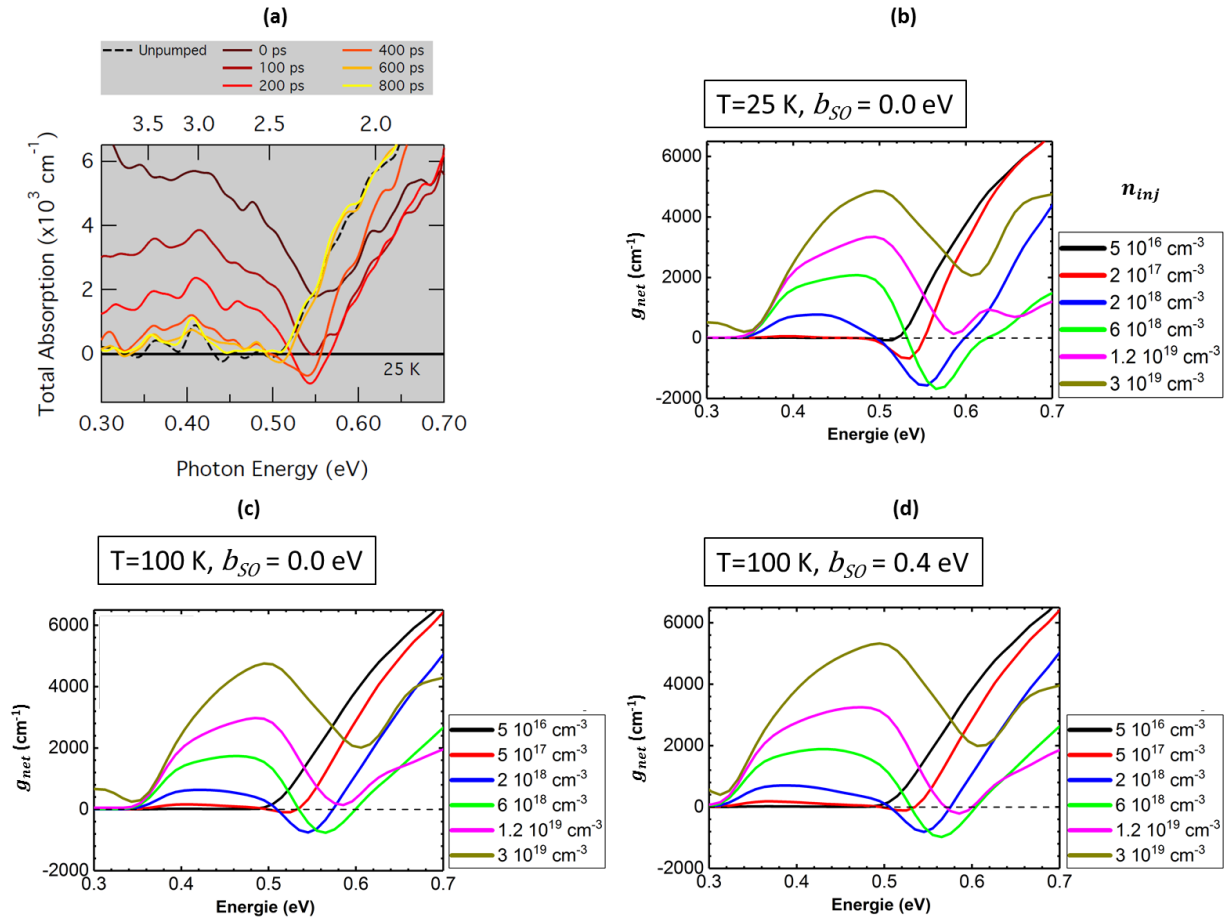 (a)
Unpumped 0 ps 400 ps
100 ps 600 ps
200 ps 800 ps
3.5 3.0 2.5 2.0
Total Absorption (x10³ cm⁻¹)
6
4
2
0
25 K
0.30 0.40 0.50 0.60 0.70
Photon Energy (eV)
(b)
T=25 K, b_SO = 0.0 eV
g_net (cm⁻¹)
6000
4000
2000
0
-2000
0.3 0.4 0.5 0.6 0.7
Energie (eV)
n_inj
5 10¹⁶ cm⁻³
2 10¹⁷ cm⁻³
2 10¹⁸ cm⁻³
6 10¹⁸ cm⁻³
1.2 10¹⁹ cm⁻³
3 10¹⁹ cm⁻³
(c)
T=100 K, b_SO = 0.0 eV
g_net (cm⁻¹)
6000
4000
2000
0
-2000
0.3 0.4 0.5 0.6 0.7
Energie (eV)
5 10¹⁶ cm⁻³
5 10¹⁷ cm⁻³
2 10¹⁸ cm⁻³
6 10¹⁸ cm⁻³
1.2 10¹⁹ cm⁻³
3 10¹⁹ cm⁻³
(d)
T=100 K, b_SO = 0.4 eV
g_net (cm⁻¹)
6000
4000
2000
0
-2000
0.3 0.4 0.5 0.6 0.7
Energie (eV)
5 10¹⁶ cm⁻³
5 10¹⁷ cm⁻³
2 10¹⁸ cm⁻³
6 10¹⁸ cm⁻³
1.2 10¹⁹ cm⁻³
3 10¹⁹ cm⁻³